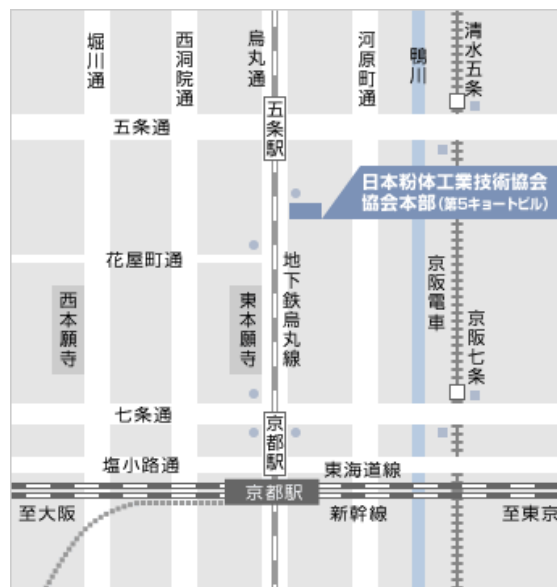 堀川通
西洞院通
烏丸通
河原町通
鴨川
清水五条
五条駅
五条通
日本粉体工業技術協会
協会本部(第5キョートビル)
花屋町通
地下鉄烏丸線
京阪電車
西本願寺
東本願寺
京阪七条
七条通
京都駅
塩小路通
東海道線
京都駅
至大阪
新幹線
至東京